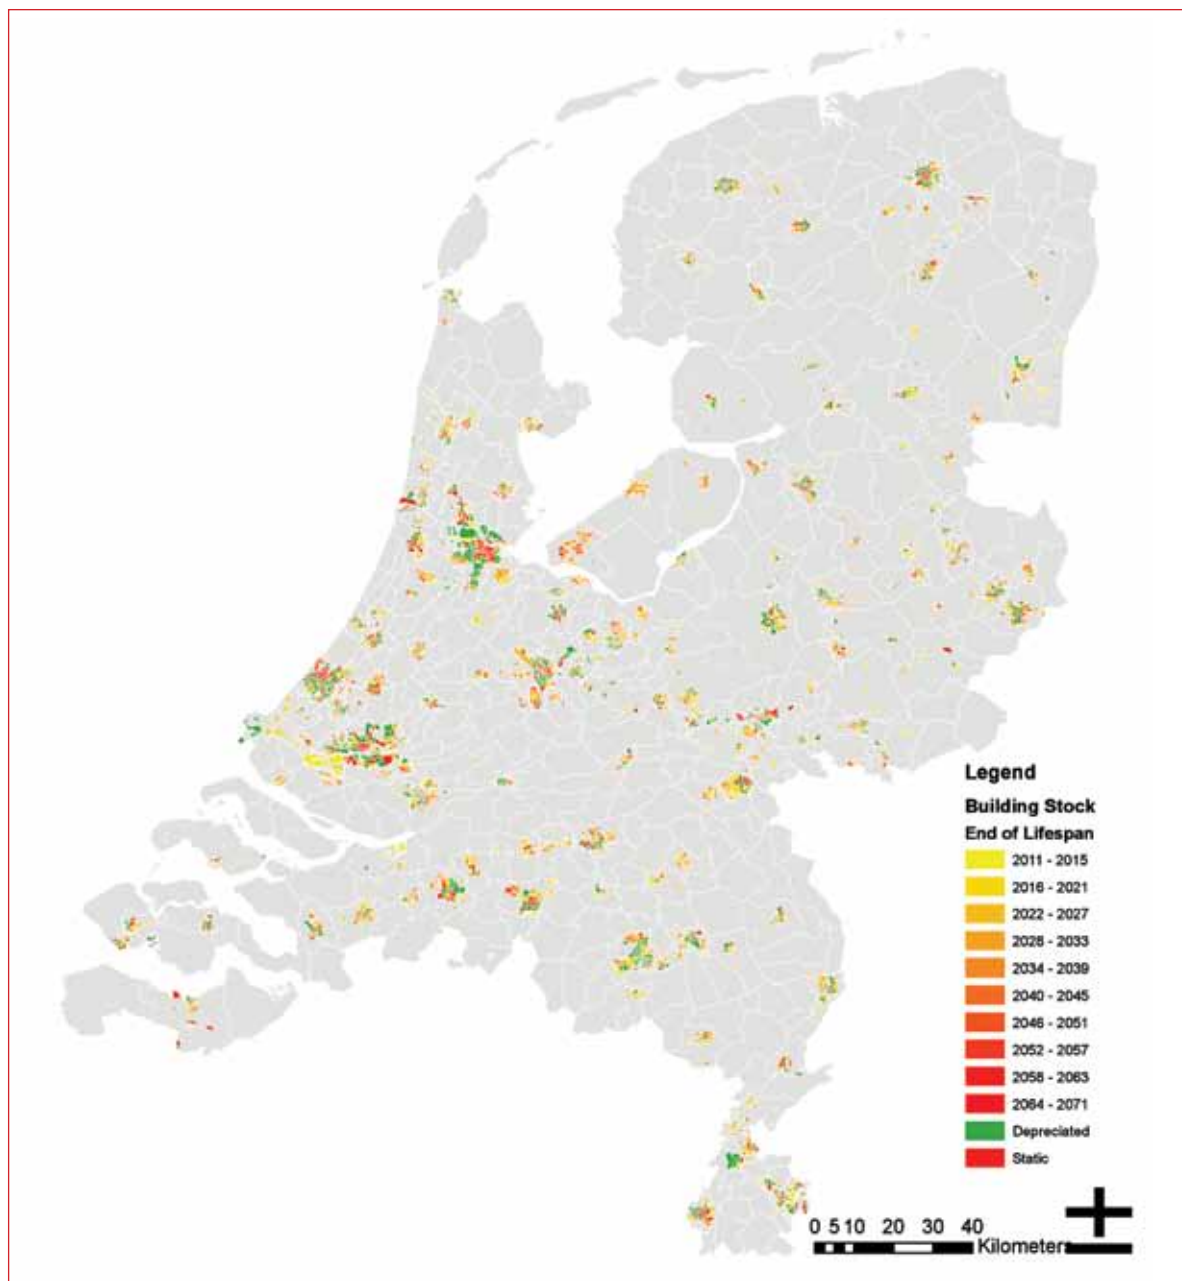 Legend
Building Stock
End of Lifespan
2011 - 2015
2016 - 2021
2022 - 2027
2028 - 2033
2034 - 2039
2040 - 2045
2046 - 2051
2052 - 2057
2058 - 2063
2064 - 2071
Depreciated
Static
0 5 10 20 30 40
Kilometers